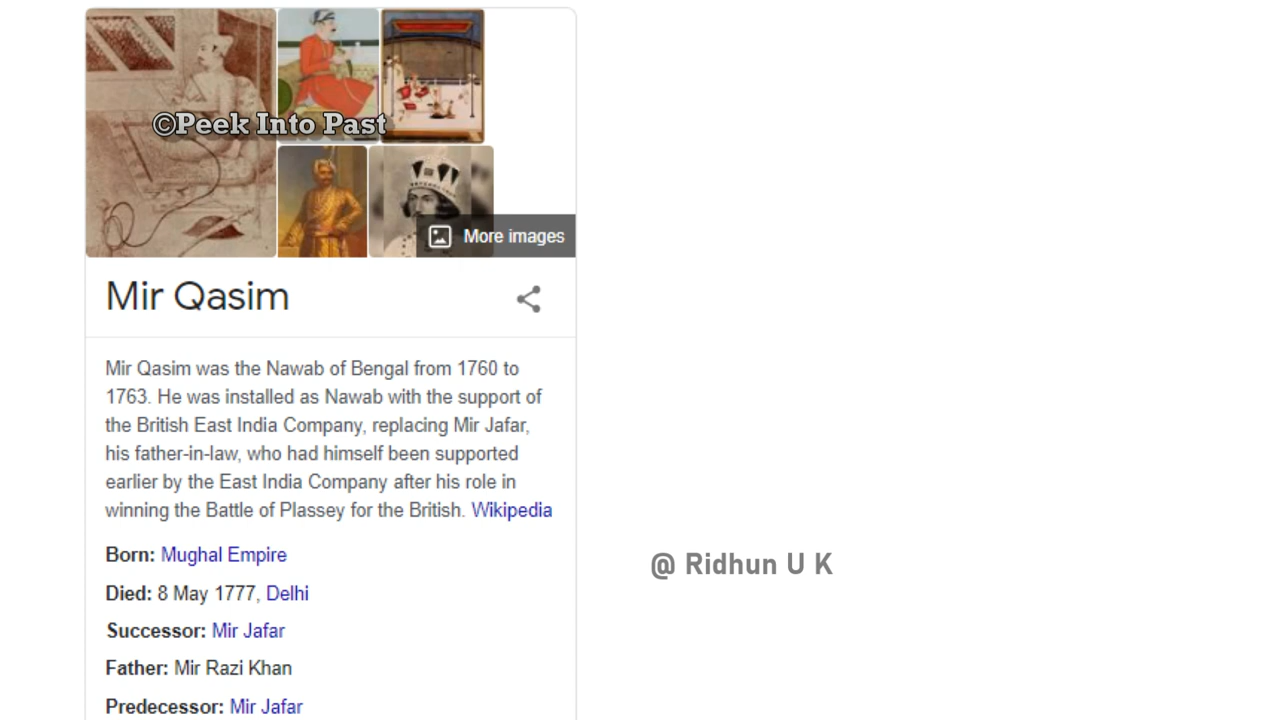 ©Peek Into Past
More images
Mir Qasim
Mir Qasim was the Nawab of Bengal from 1760 to
1763. He was installed as Nawab with the support of
the British East India Company, replacing Mir Jafar,
his father-in-law, who had himself been supported
earlier by the East India Company after his role in
winning the Battle of Plassey for the British. Wikipedia
Born: Mughal Empire
Died: 8 May 1777, Delhi
Successor: Mir Jafar
Father: Mir Razi Khan
Predecessor: Mir Jafar
@ Ridhun U K